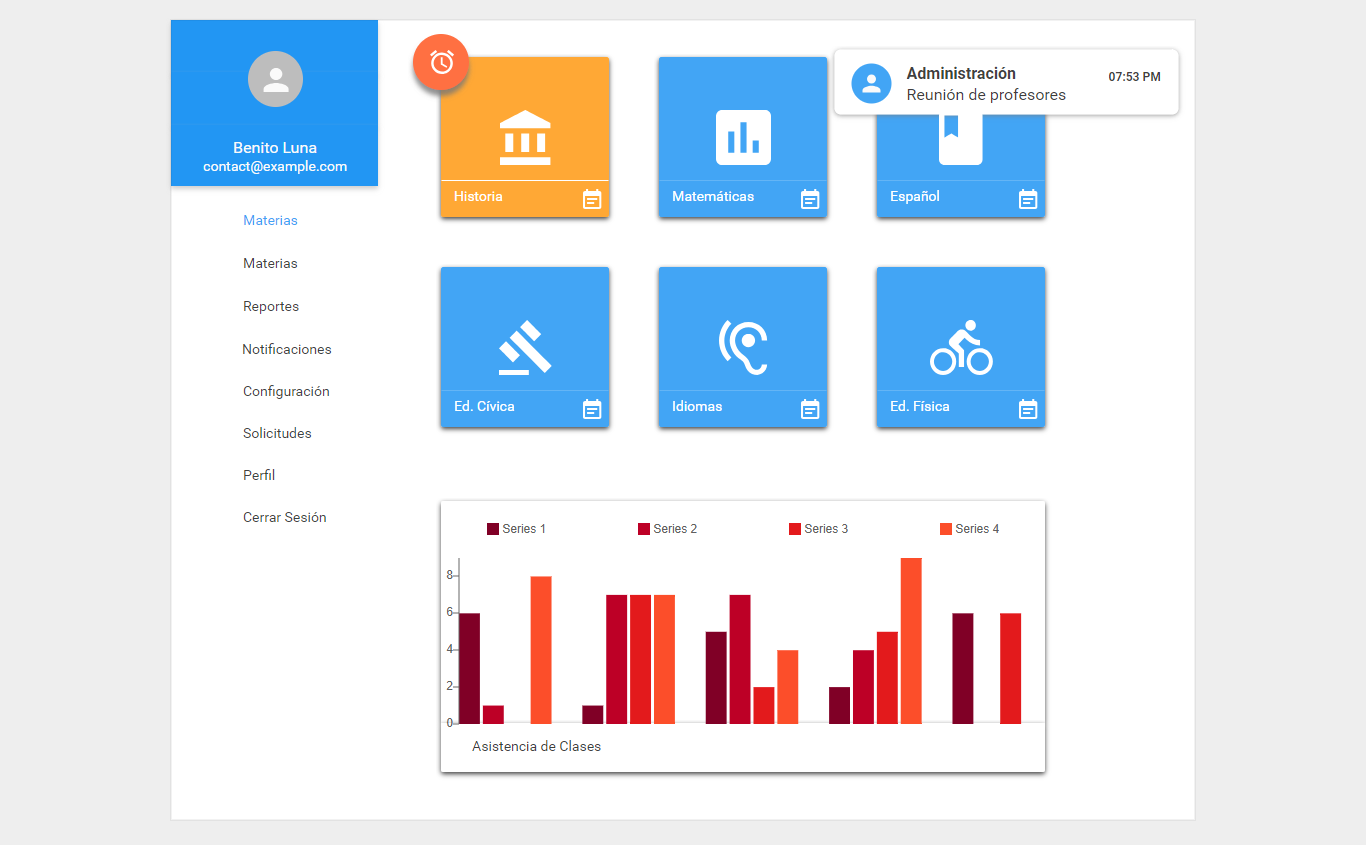 Benito Luna
contact@example.com
Materias
Materias
Reportes
Notificaciones
Configuración
Solicitudes
Perfil
Cerrar Sesión
Administración
07:53 PM
Reunión de profesores
Historia
Matemáticas
Español
Ed. Cívica
Idiomas
Ed. Física
Series 1 Series 2 Series 3 Series 4
8
6
4
2
0
Asistencia de Clases